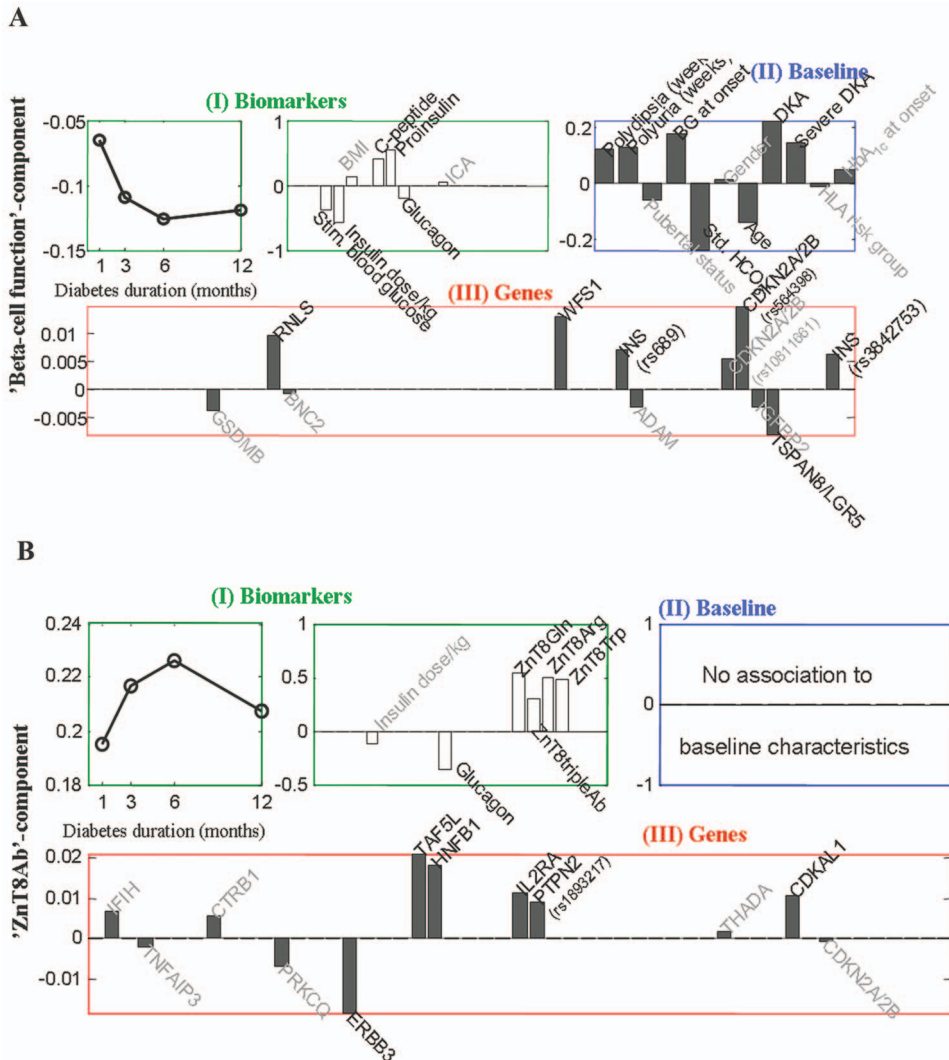 A
(I) Biomarkers
(II) Baseline
'Beta-cell function'-component
-0.05
-0.1
-0.15
1 3 6 12
Diabetes duration (months)
1
0
-1
Stim. blood glucose
Insulin dose/kg
BMI
C-peptide
Proinsulin
Glucagon
ICA
0.2
0
-0.2
Polydipsia (week
Polyuria (weeks)
Pubertal status
BG at onset
Std. HCO
Gender
Age
DKA
Severe DKA
HLA risk group
HbA1c at onset
(III) Genes
0.01
0.005
0
-0.005
GSDMB
RNLS
BNC2
WFS1
INS
(rs689)
ADAM
CDKN2A/2B
(rs10811661)
CDKN2A/2B
(rs564398)
IGFBP2
TSPAN8/LGR5
INS
(rs3842753)
B
(I) Biomarkers
(II) Baseline
'ZnT8Ab'-component
0.24
0.22
0.2
0.18
1 3 6 12
Diabetes duration (months)
1
0.5
0
-0.5
Insulin dose/kg
Glucagon
ZnT8Gln
ZnT8tripleAb
ZnT8Arg
ZnT8Trp
1
0
-1
No association to
baseline characteristics
(III) Genes
0.02
0.01
0
-0.01
IFIH
TNFAIP3
CTRB1
PRKCQ
ERBB3
TAF5L
HNFB1
IL2RA
PTPN2
(rs1893217)
THADA
CDKAL1
CDKN2A/2B